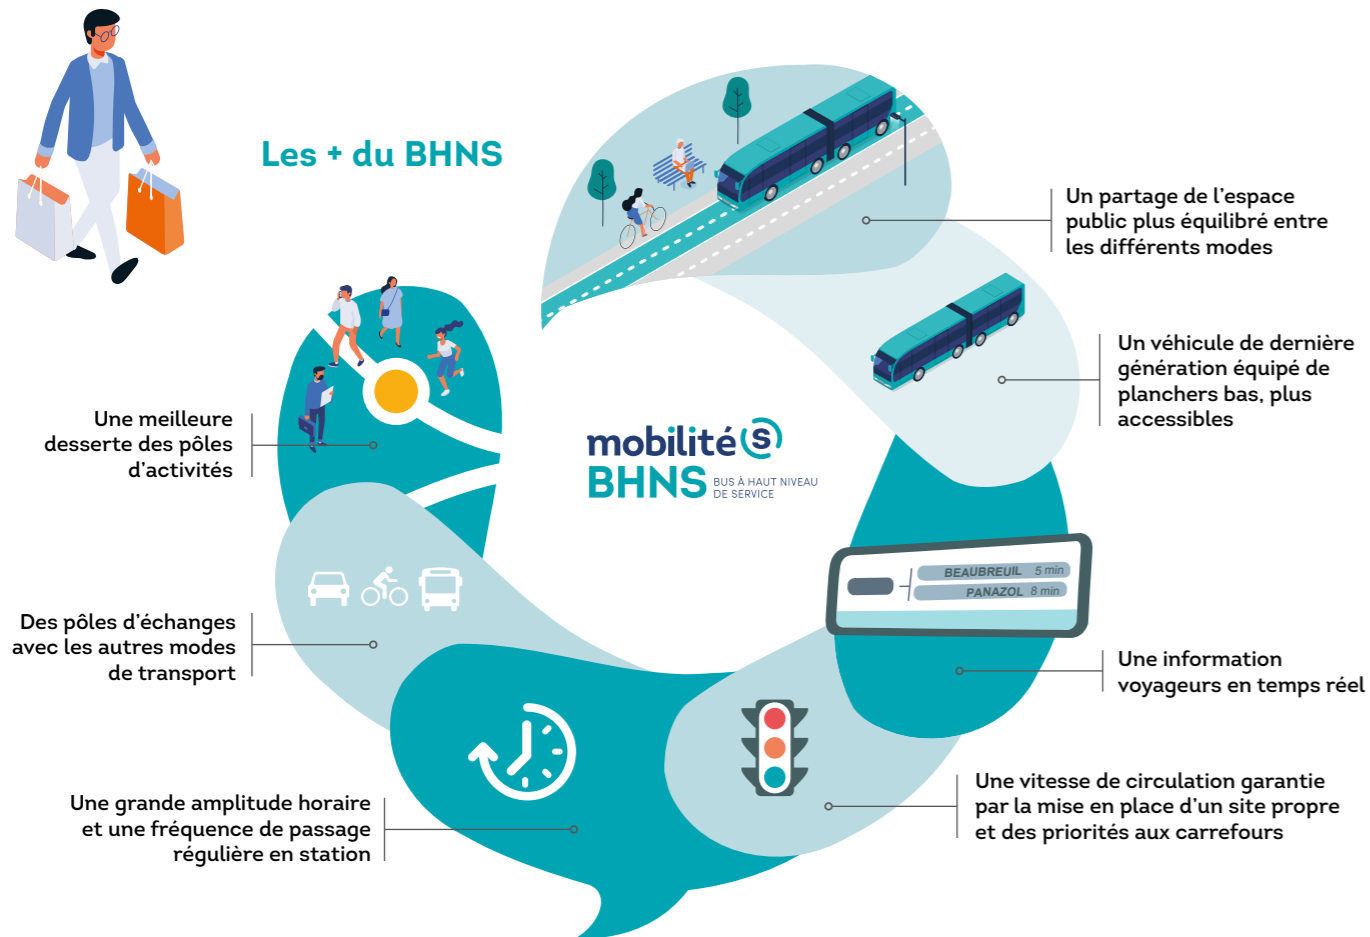 Les + du BHNS
Un partage de l'espace
public plus équilibré entre
les différents modes
Un véhicule de dernière
génération équipé de
planchers bas, plus
accessibles
Une meilleure
desserte des pôles
d'activités
mobilité S
BHNS
BUS À HAUT NIVEAU
DE SERVICE
BEAUBREUIL 5 min
PANAZOL 8 min
Des pôles d'échanges
avec les autres modes
de transport
Une information
voyageurs en temps réel
Une grande amplitude horaire
et une fréquence de passage
régulière en station
Une vitesse de circulation garantie
par la mise en place d'un site propre
et des priorités aux carrefours